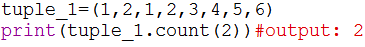 tuple_1=(1,2,1,2,3,4,5,6)
print(tuple_1.count(2))#output: 2